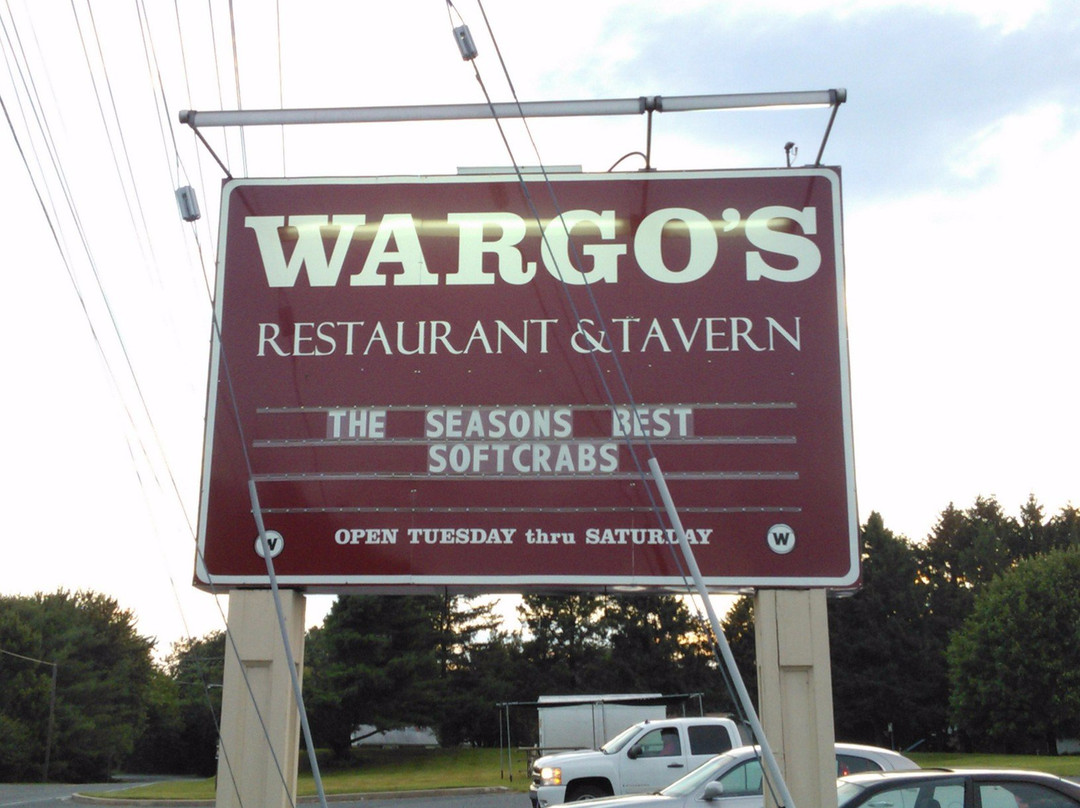 WARGO'S
RESTAURANT & TAVERN
THE SEASONS BEST
SOFTCRABS
OPEN TUESDAY thru SATURDAY
W W